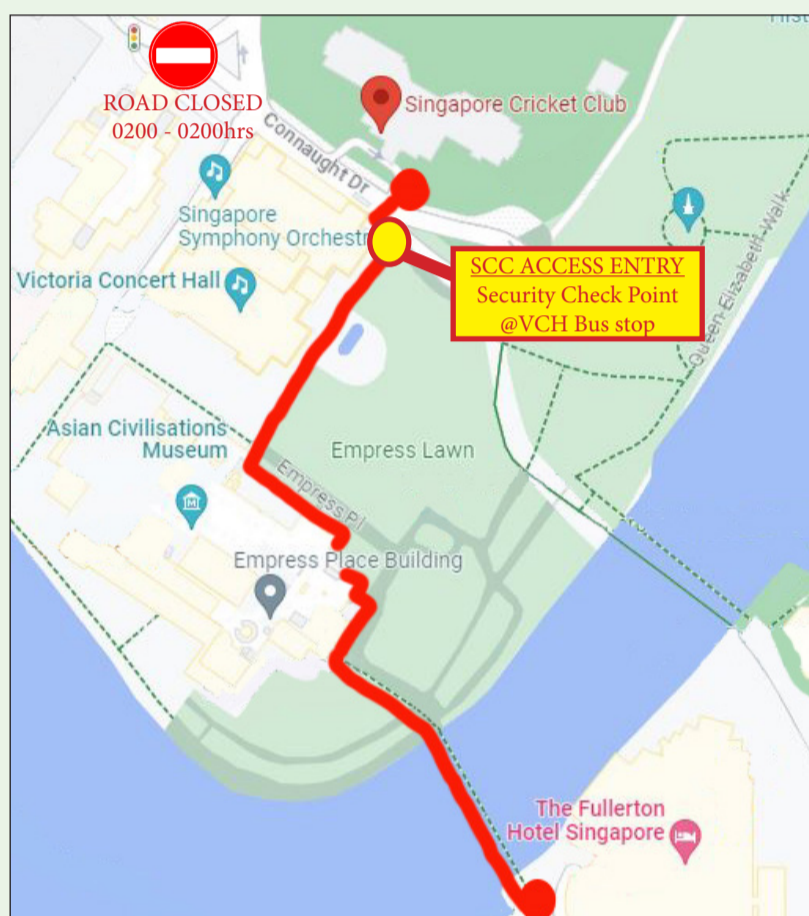 Hist
ROAD CLOSED
0200 - 0200hrs
Singapore Cricket Club
Connaught Dr
Singapore
Symphony Orchestr
Victoria Concert Hall
SCC ACCESS ENTRY
Security Check Point
@VCH Bus stop
Queen Elizabeth Walk
Asian Civilisations
Museum
Empress Lawn
Empress Pl
Empress Place Building
The Fullerton
Hotel Singapore